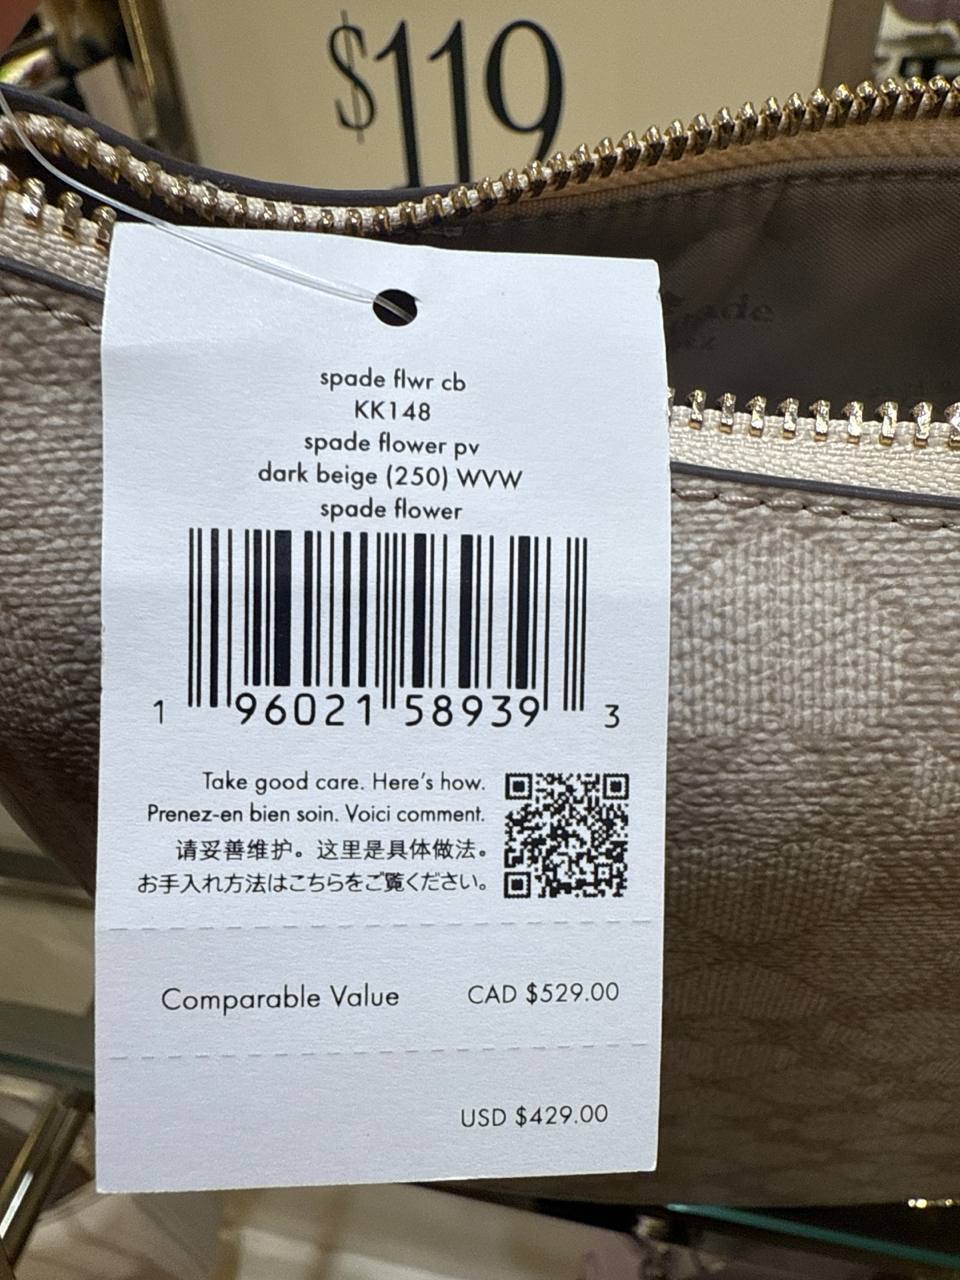 $119
ade
spade flwr cb
KK148
spade flower pv
dark beige (250) WVW
spade flower
1 96021 58939 3
Take good care. Here's how.
Prenez-en bien soin. Voici comment.
请妥善维护。这里是具体做法。
お手入れ方法はこちらをご覧ください。
Comparable Value CAD $529.00
USD $429.00